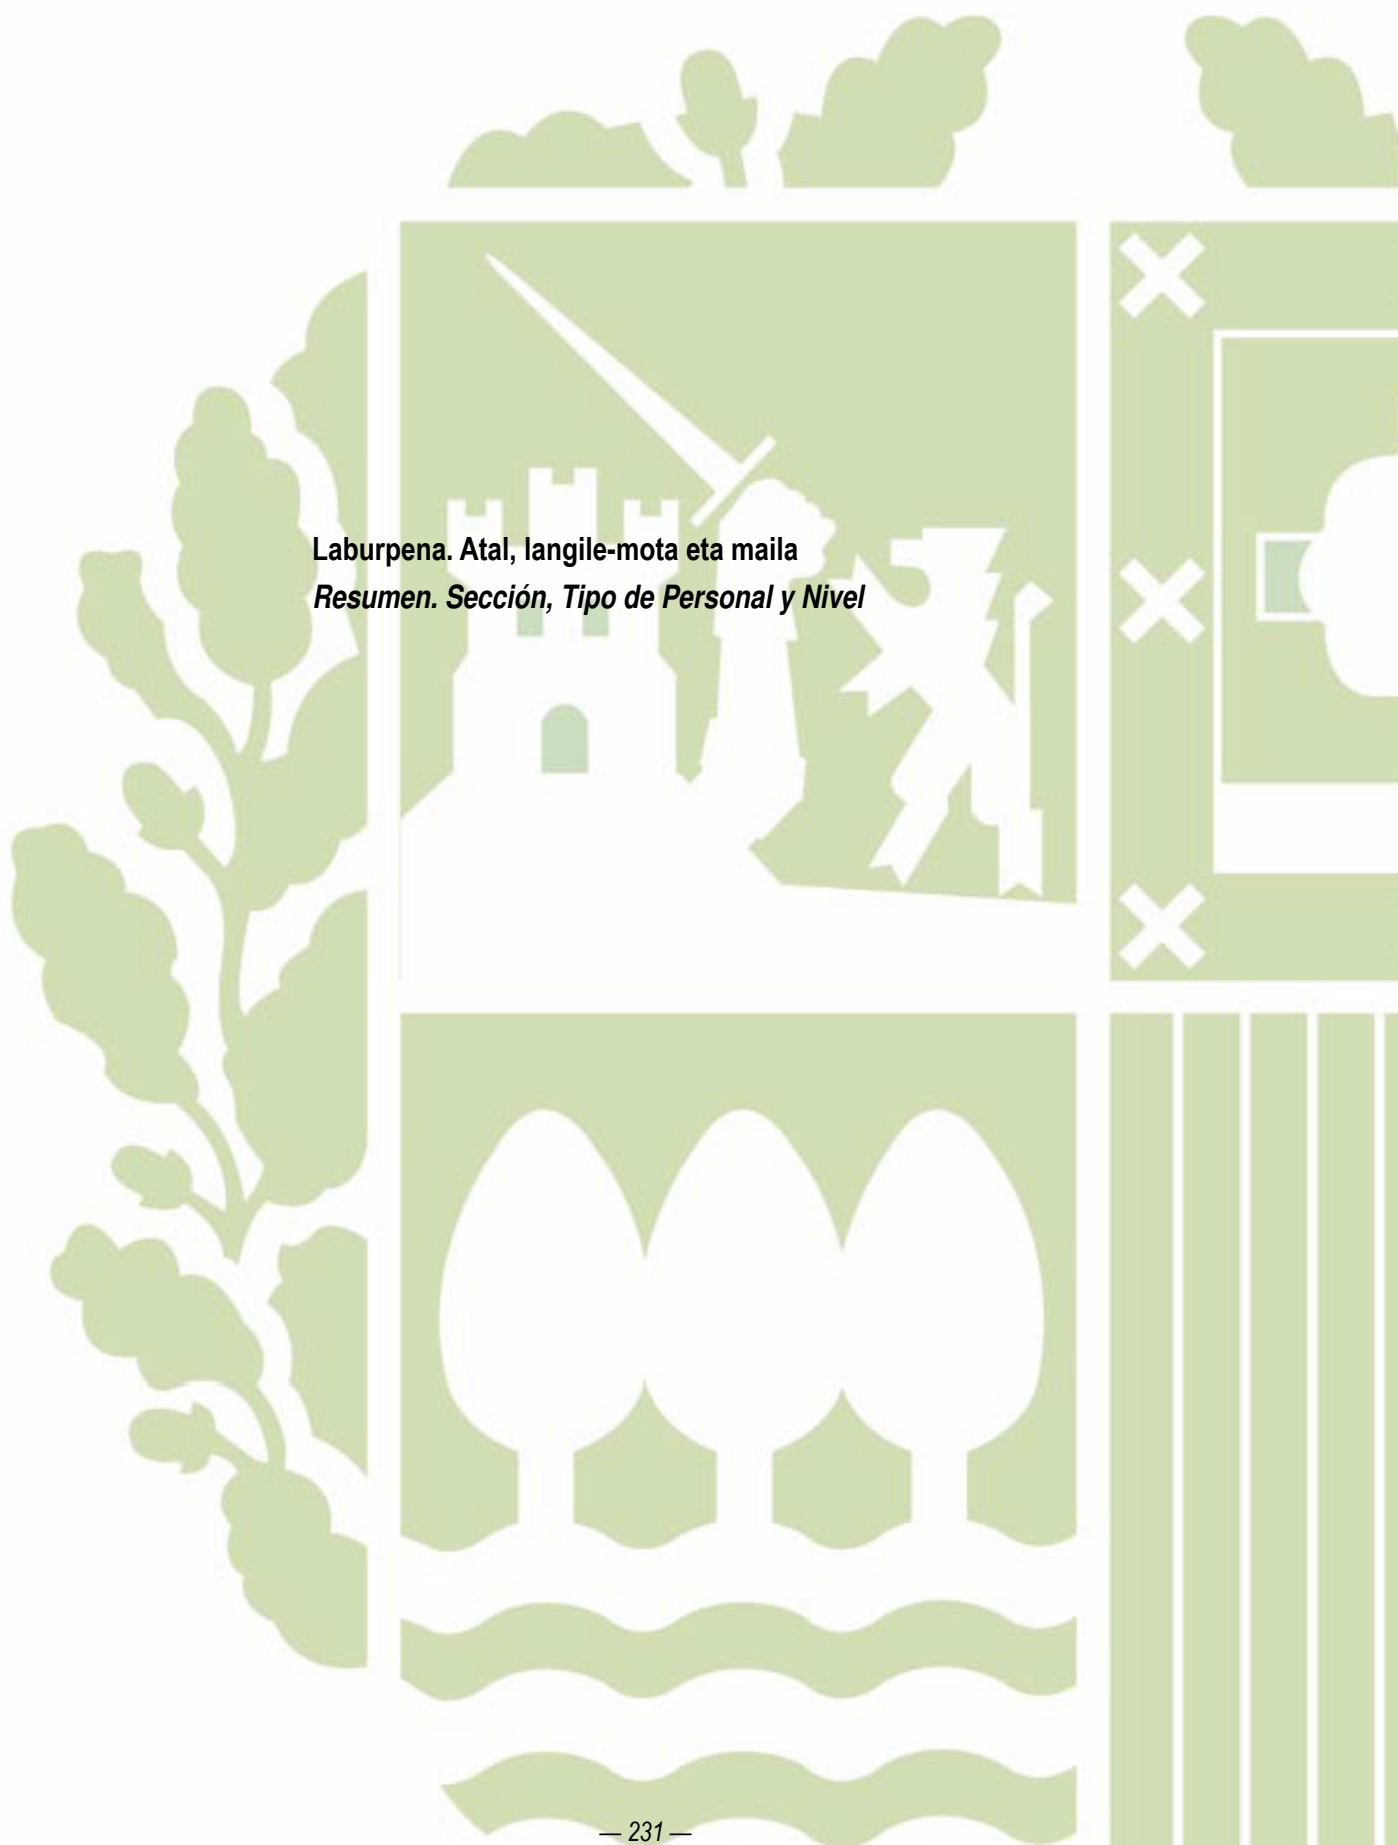 Laburpena. Atal, langile-mota eta maila
Resumen. Sección, Tipo de Personal y Nivel
— 231 —